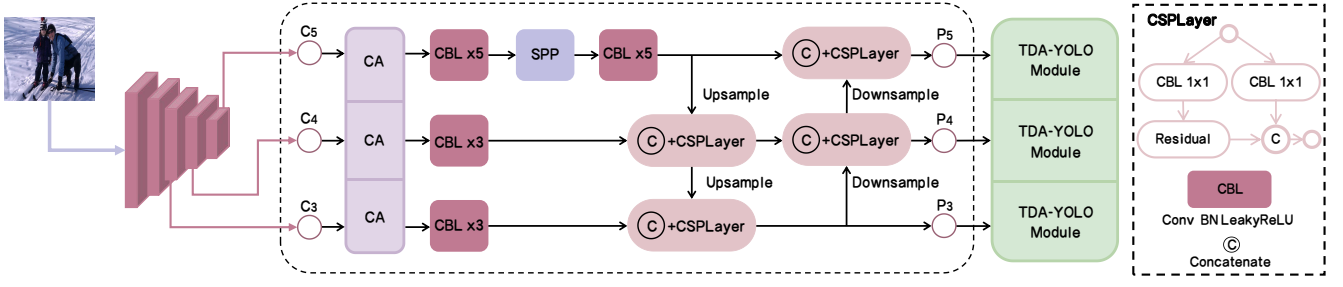 C5
CA
CBL x5
SPP
CBL x5
C +CSPLayer
P5
TDA-YOLO
Module
Upsample
Downsample
C4
CA
CBL x3
C +CSPLayer
C +CSPLayer
P4
TDA-YOLO
Module
Upsample
Downsample
C3
CA
CBL x3
C +CSPLayer
P3
TDA-YOLO
Module
CSPLayer
CBL 1x1
CBL 1x1
Residual
C
CBL
Conv BN LeakyReLU
C
Concatenate